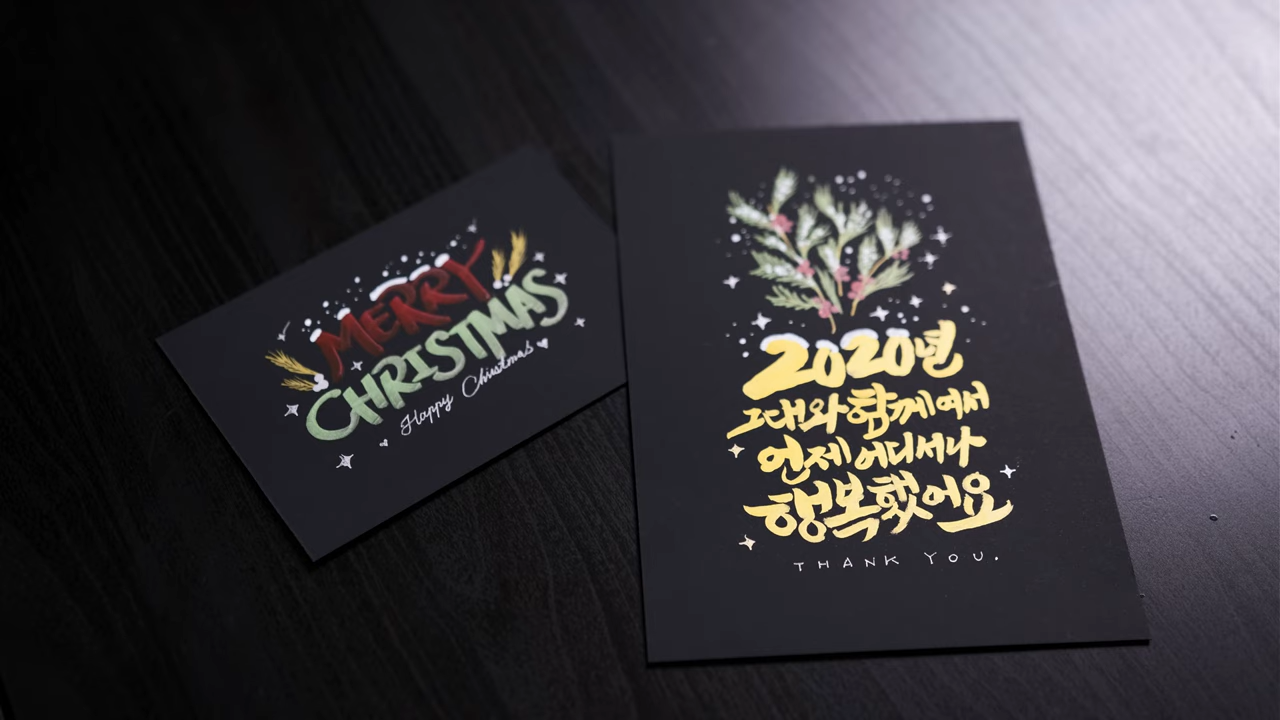 MERRY
CHRISTMAS
Happy Christmas
2020년
그대와 함께여서
언제 어디서나
행복했어요
THANK YOU.